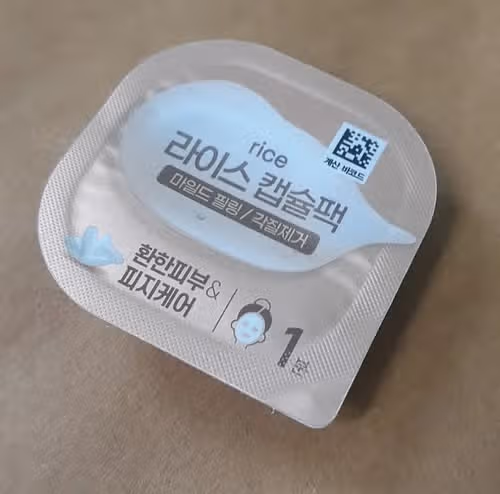 rice
라이스 캡슐팩
마일드 필링 / 각질제거
계산 바코드
환한피부&
피지케어
1분